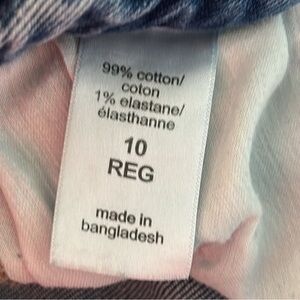 99% cotton/
coton
1% elastane/
élasthanne
10
REG
made in
bangladesh